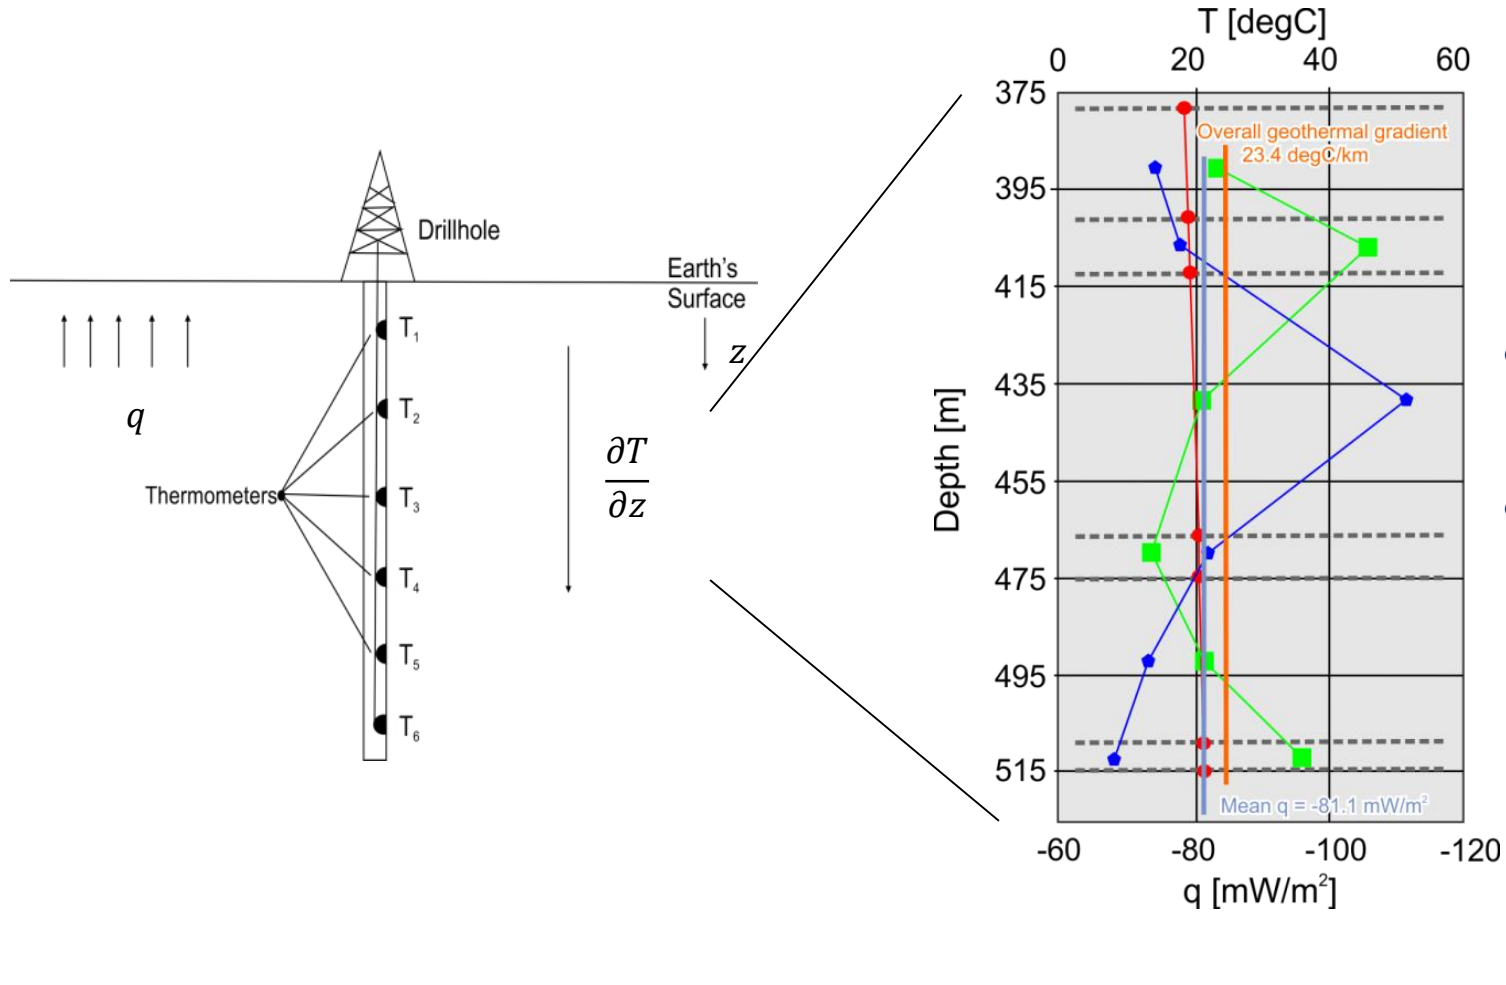 Drillhole
Earth's
Surface
T1
z
T2
q
∂T
∂z
Thermometers
T3
T4
T5
T6
T [degC]
0 20 40 60
375
Overall geothermal gradient
23.4 degC/km
395
415
435
Depth [m]
455
475
495
515
Mean q = -81.1 mW/m²
-60 -80 -100 -120
q [mW/m²]